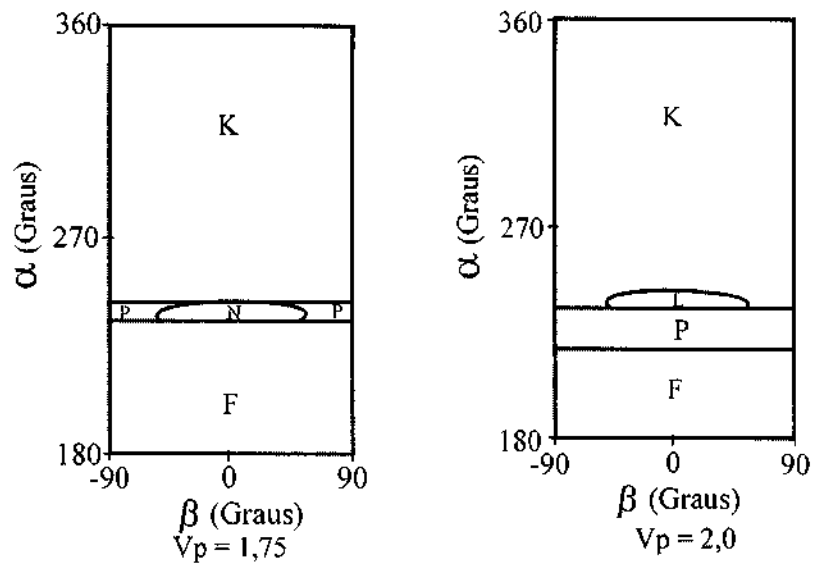 360
K
270
α (Graus)
P
N
P
F
180
-90
0
90
β (Graus)
Vp = 1,75
360
K
270
α (Graus)
L
P
F
180
-90
0
90
β (Graus)
Vp = 2,0